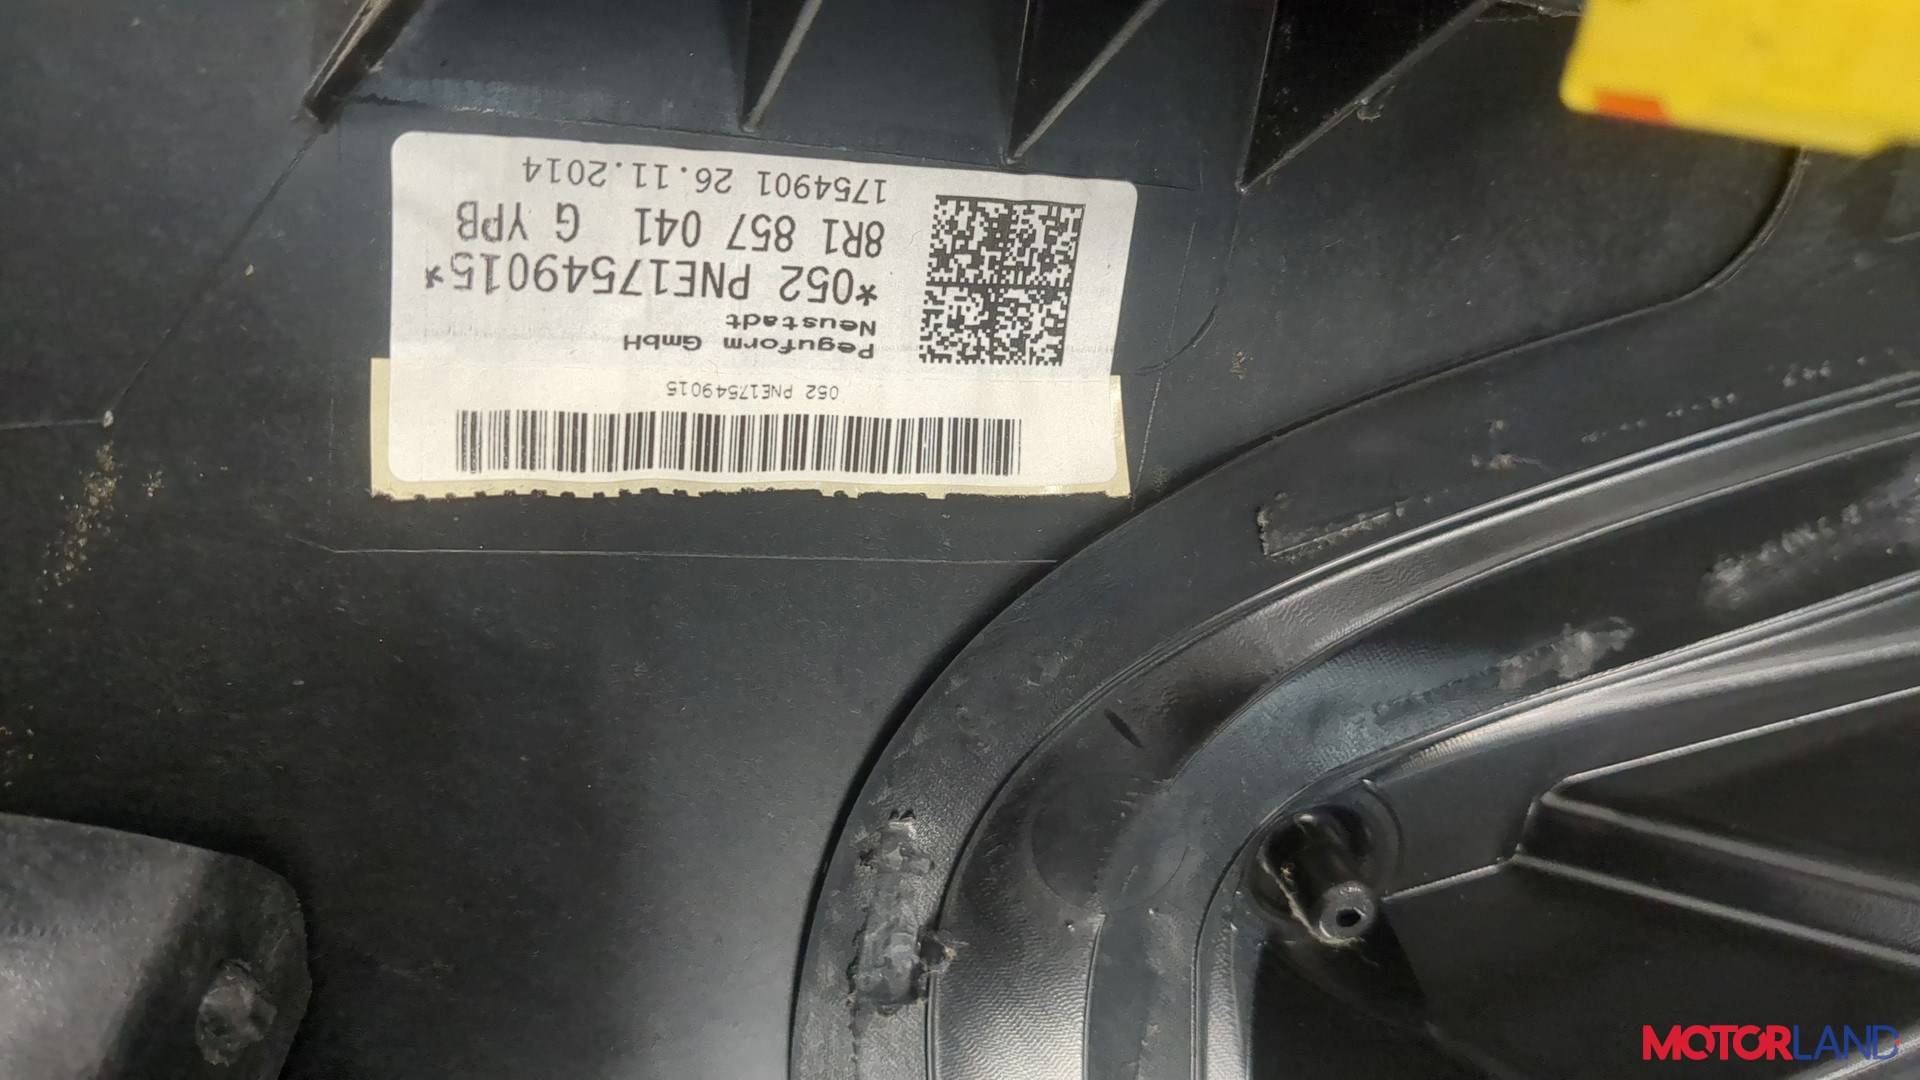 052 PNE17549015
Peguform GmbH
Neustadt
*052 PNE17549015*
8R1 857 041 G YPB
1754901 26.11.2014
MOTORLAND